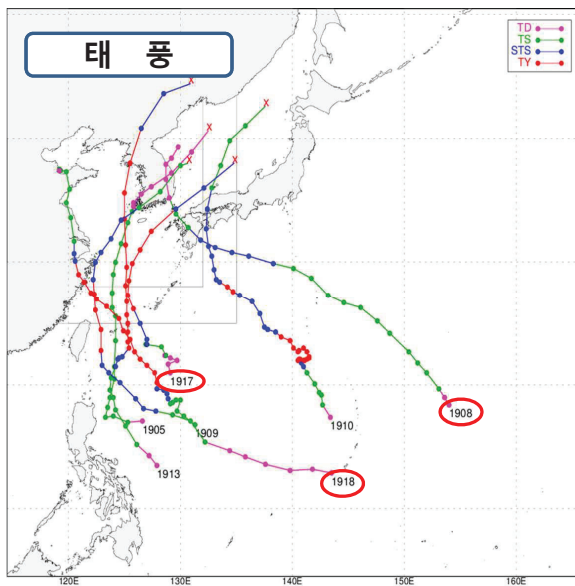 태 풍
TD
TS
STS
TY
X
X
X
X
X
1917
1908
1905
1909
1910
1913
1918
120E
130E
140E
150E
160E